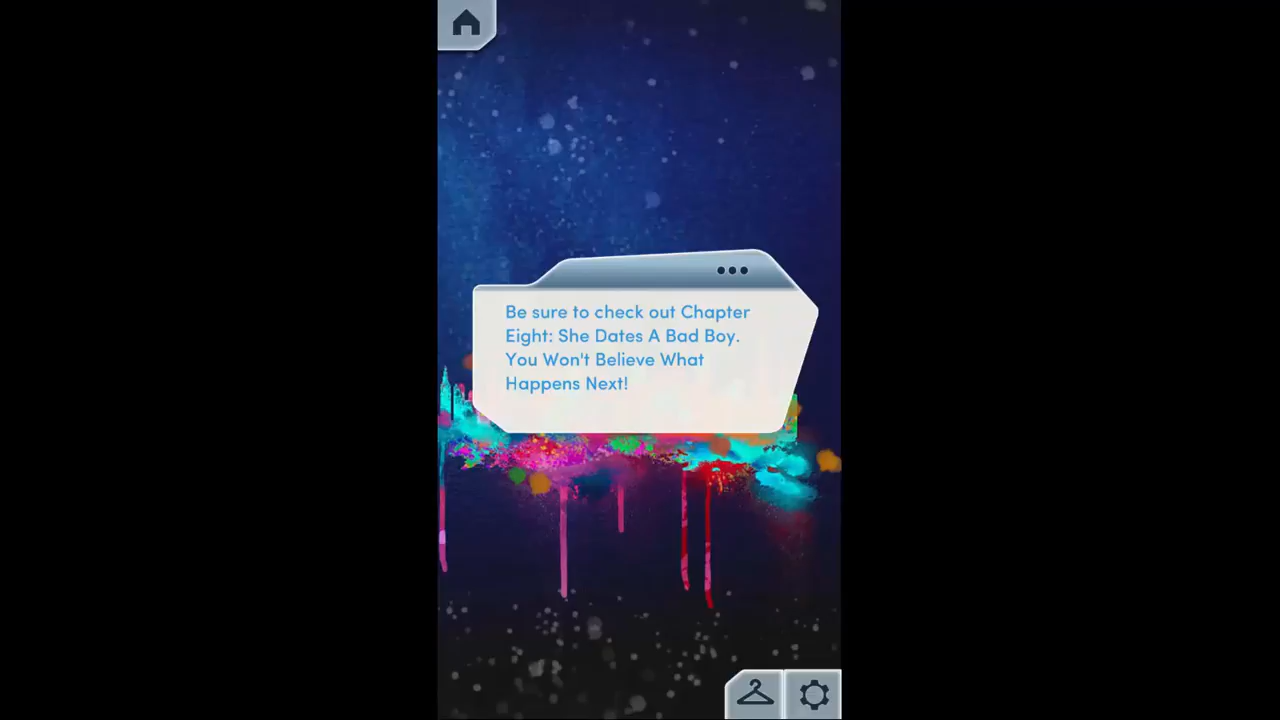 Be sure to check out Chapter
Eight: She Dates A Bad Boy.
You Won't Believe What
Happens Next!